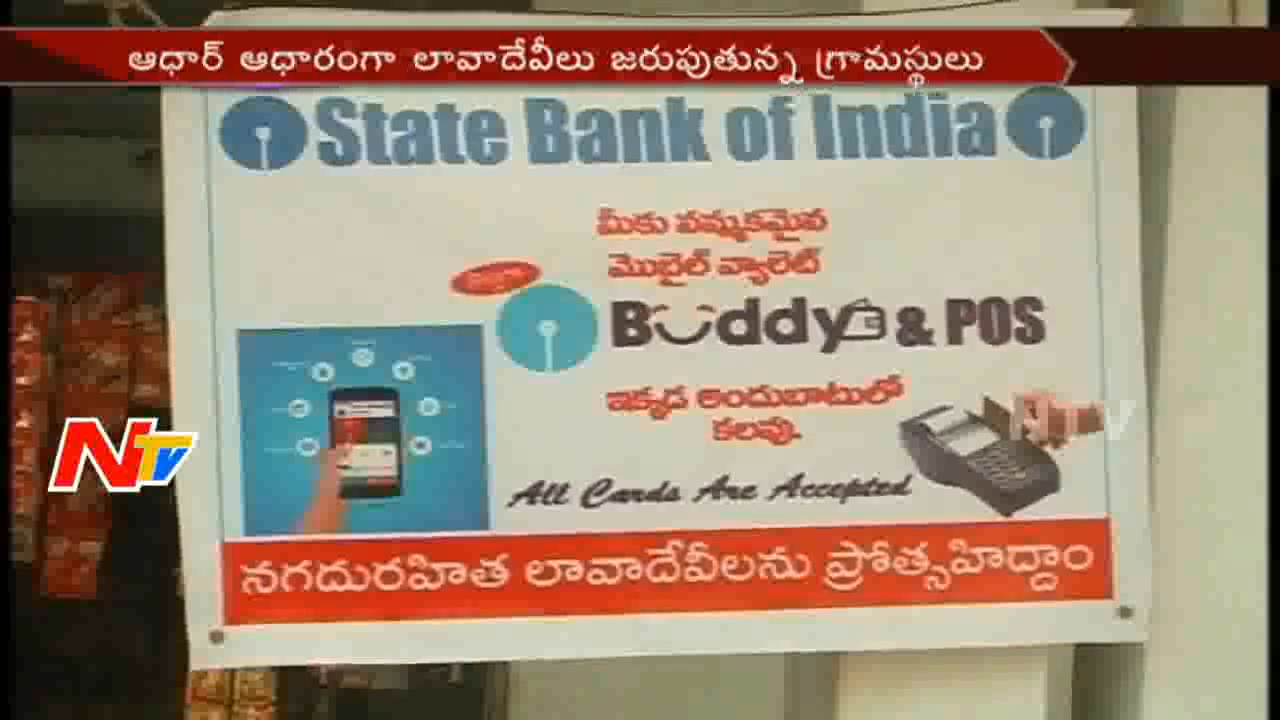 ఆధార్ ఆధారంగా లావాదేవీలు జరుపుతున్న గ్రామస్థులు
State Bank of India
మీకు నమ్మకమైన
మొబైల్ వ్యాలెట్
Buddy & POS
ఇక్కడ అందుబాటులో
కలవు.
All Cards Are Accepted
NTV
NTV
నగదురహిత లావాదేవీలను ప్రోత్సహిద్దాం